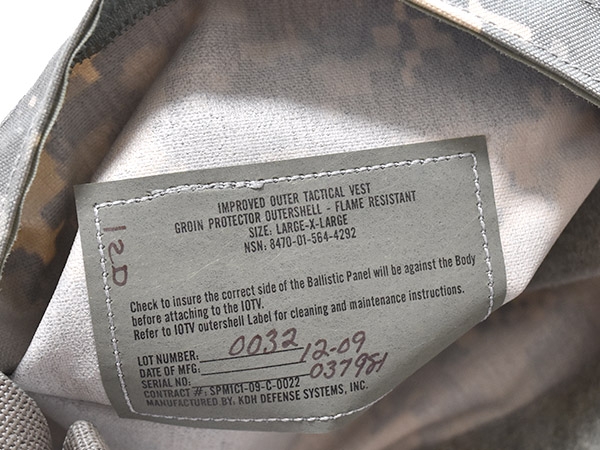 IMPROVED OUTER TACTICAL VEST
GROIN PROTECTOR OUTERSHELL - FLAME RESISTANT
SIZE: LARGE-X-LARGE
NSN: 8470-01-564-4292
Check to insure the correct side of the Ballistic Panel will be against the Body
before attaching to the IOTV.
Refer to IOTV outershell Label for cleaning and maintenance instructions.
LOT NUMBER: 0032
DATE OF MFG: 12-09
SERIAL NO: 037981
CONTRACT #: SPM1C1-09-C-0022
MANUFACTURED BY, KDH DEFENSE SYSTEMS, INC.